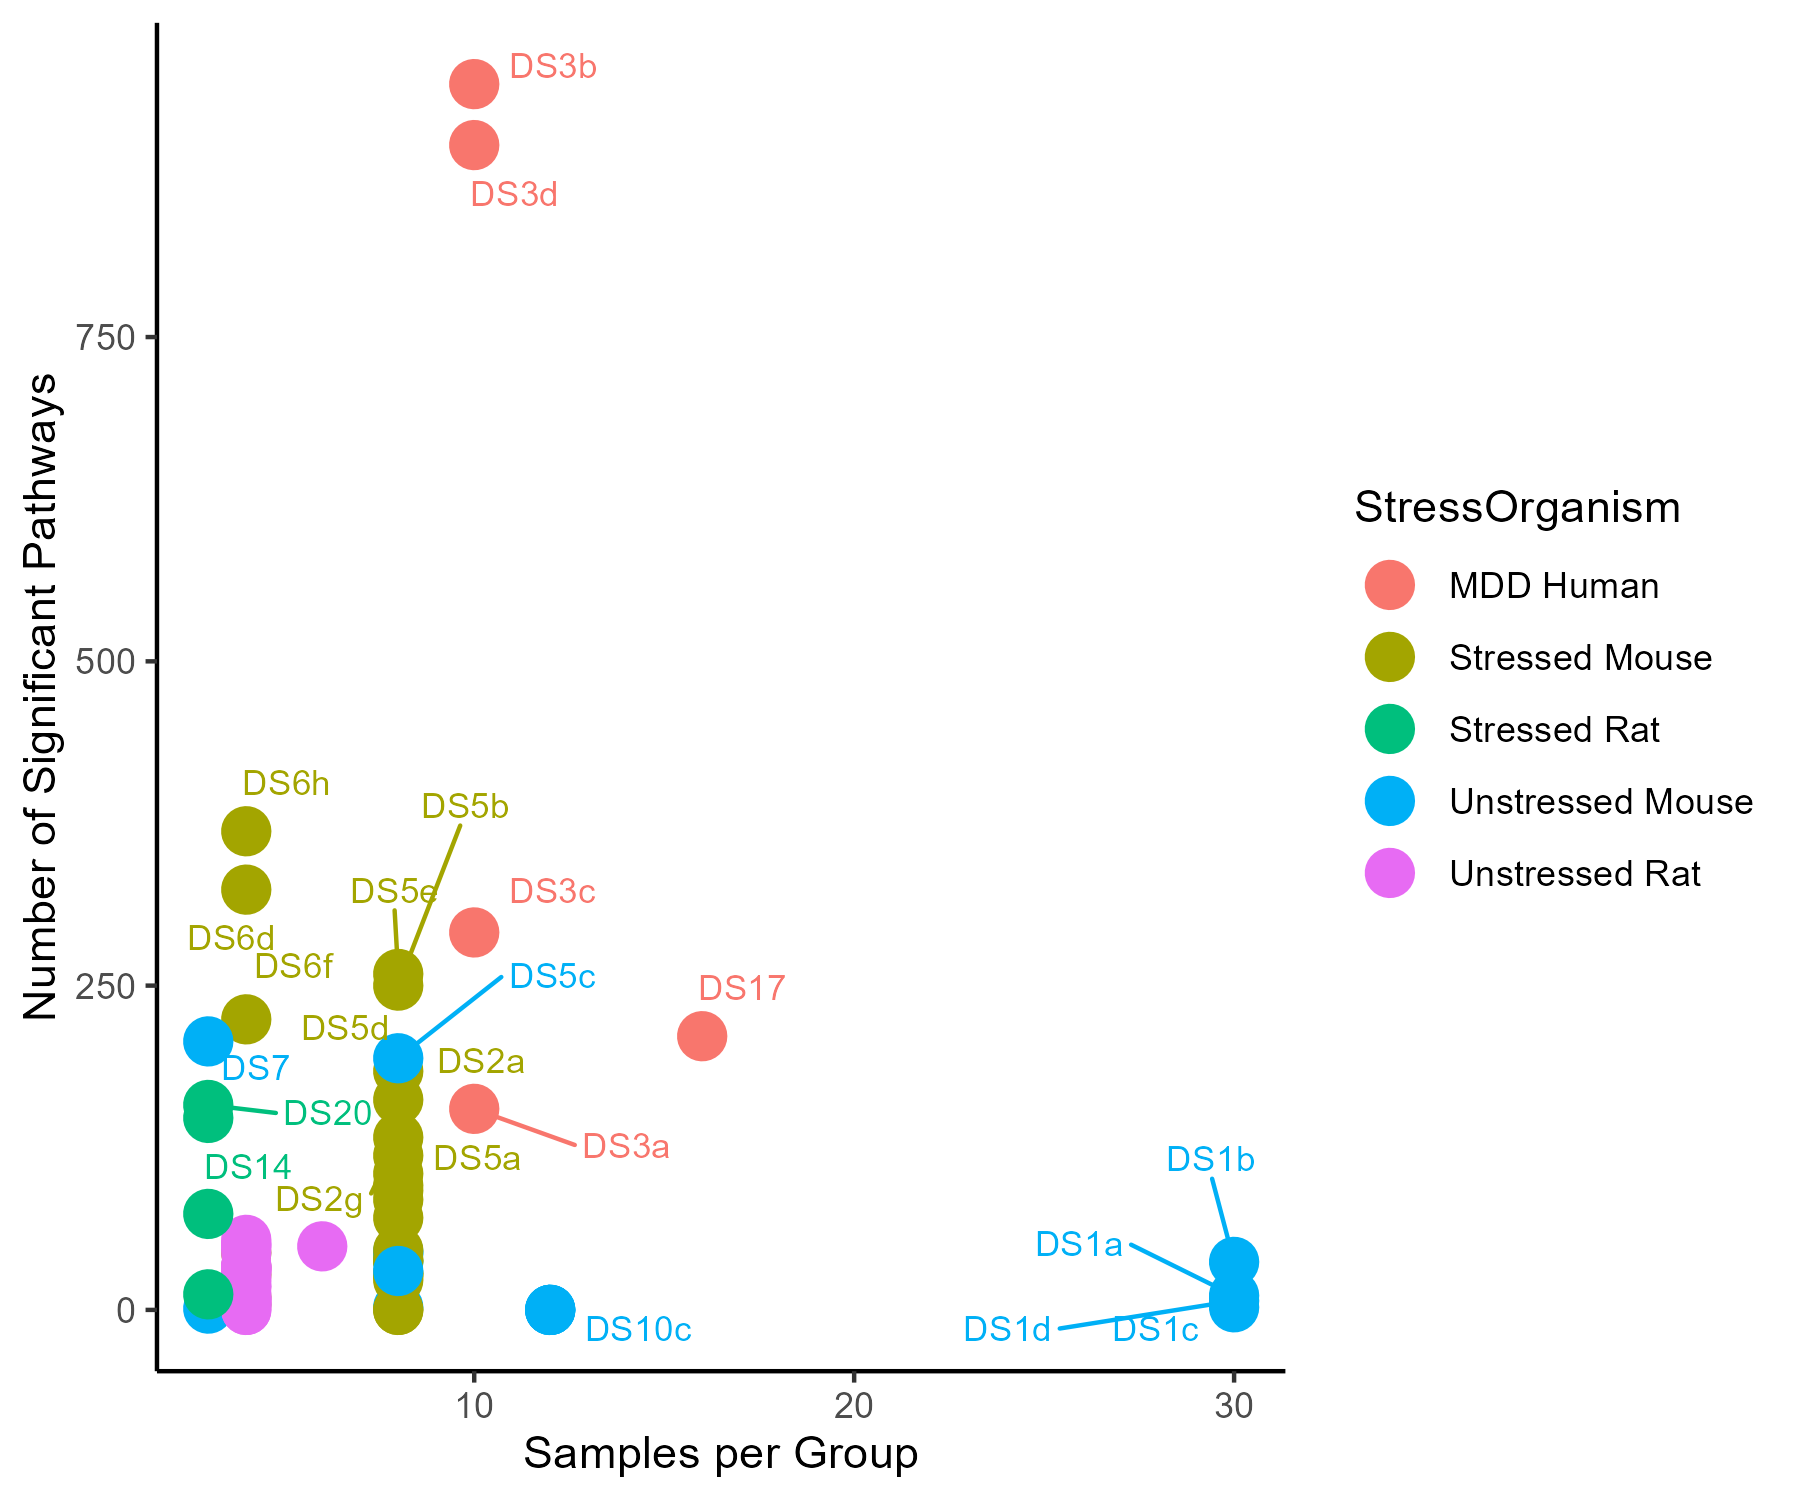 DS3b
DS3d
750
500
250
0
Number of Significant Pathways
DS6h
DS5b
DS5e
DS3c
DS6d
DS6f
DS5c
DS17
DS5d
DS7
DS2a
DS20
DS3a
DS5a
DS14
DS2g
DS1b
DS1a
DS10c
DS1d
DS1c
10
20
30
Samples per Group
StressOrganism
MDD Human
Stressed Mouse
Stressed Rat
Unstressed Mouse
Unstressed Rat